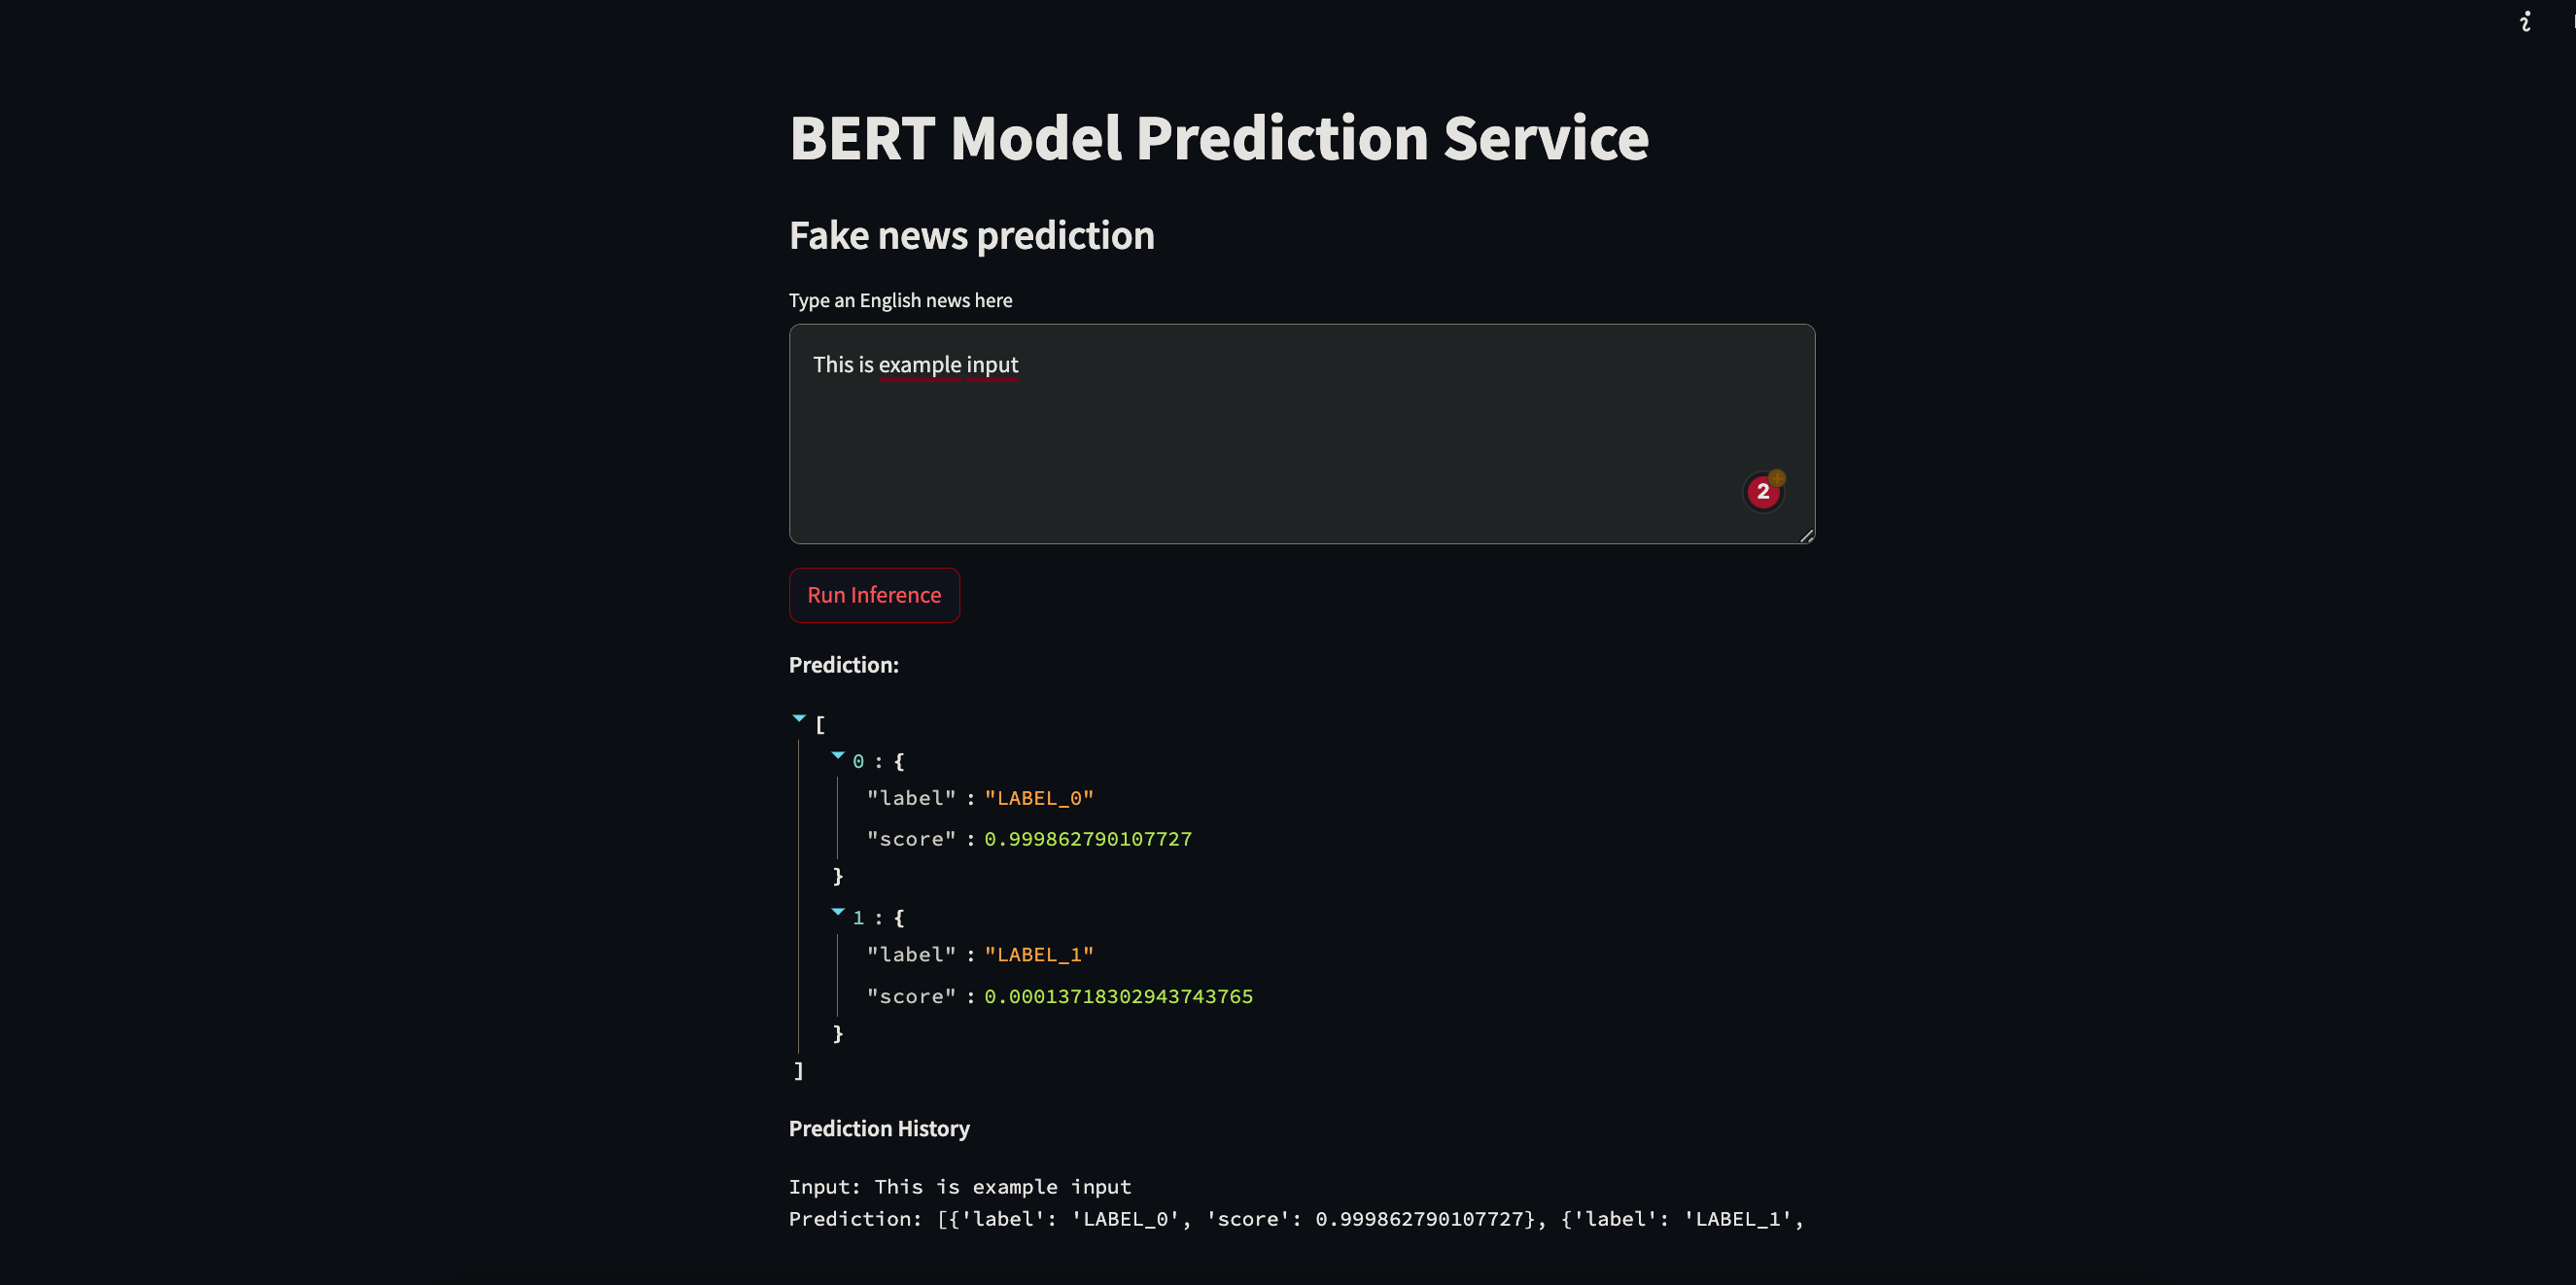 BERT Model Prediction Service
Fake news prediction
Type an English news here
This is example input
2
Run Inference
Prediction:
[
0 : {
"label" : "LABEL_0"
"score" : 0.999862790107727
}
1 : {
"label" : "LABEL_1"
"score" : 0.00013718302943743765
}
]
Prediction History
Input: This is example input
Prediction: [{'label': 'LABEL_0', 'score': 0.999862790107727}, {'label': 'LABEL_1',